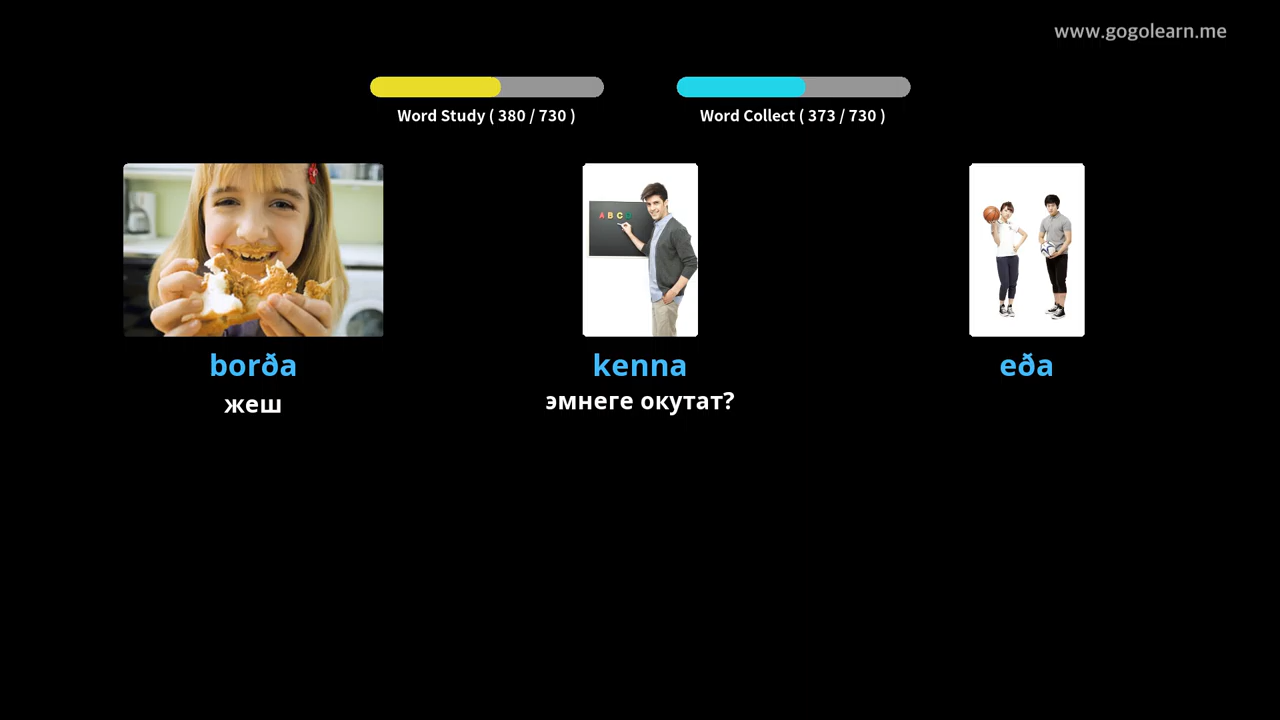 www.gogolearn.me
Word Study ( 380 / 730 )
Word Collect ( 373 / 730 )
A B C
borða
kenna
eða
жеш
эмнеге окутат?